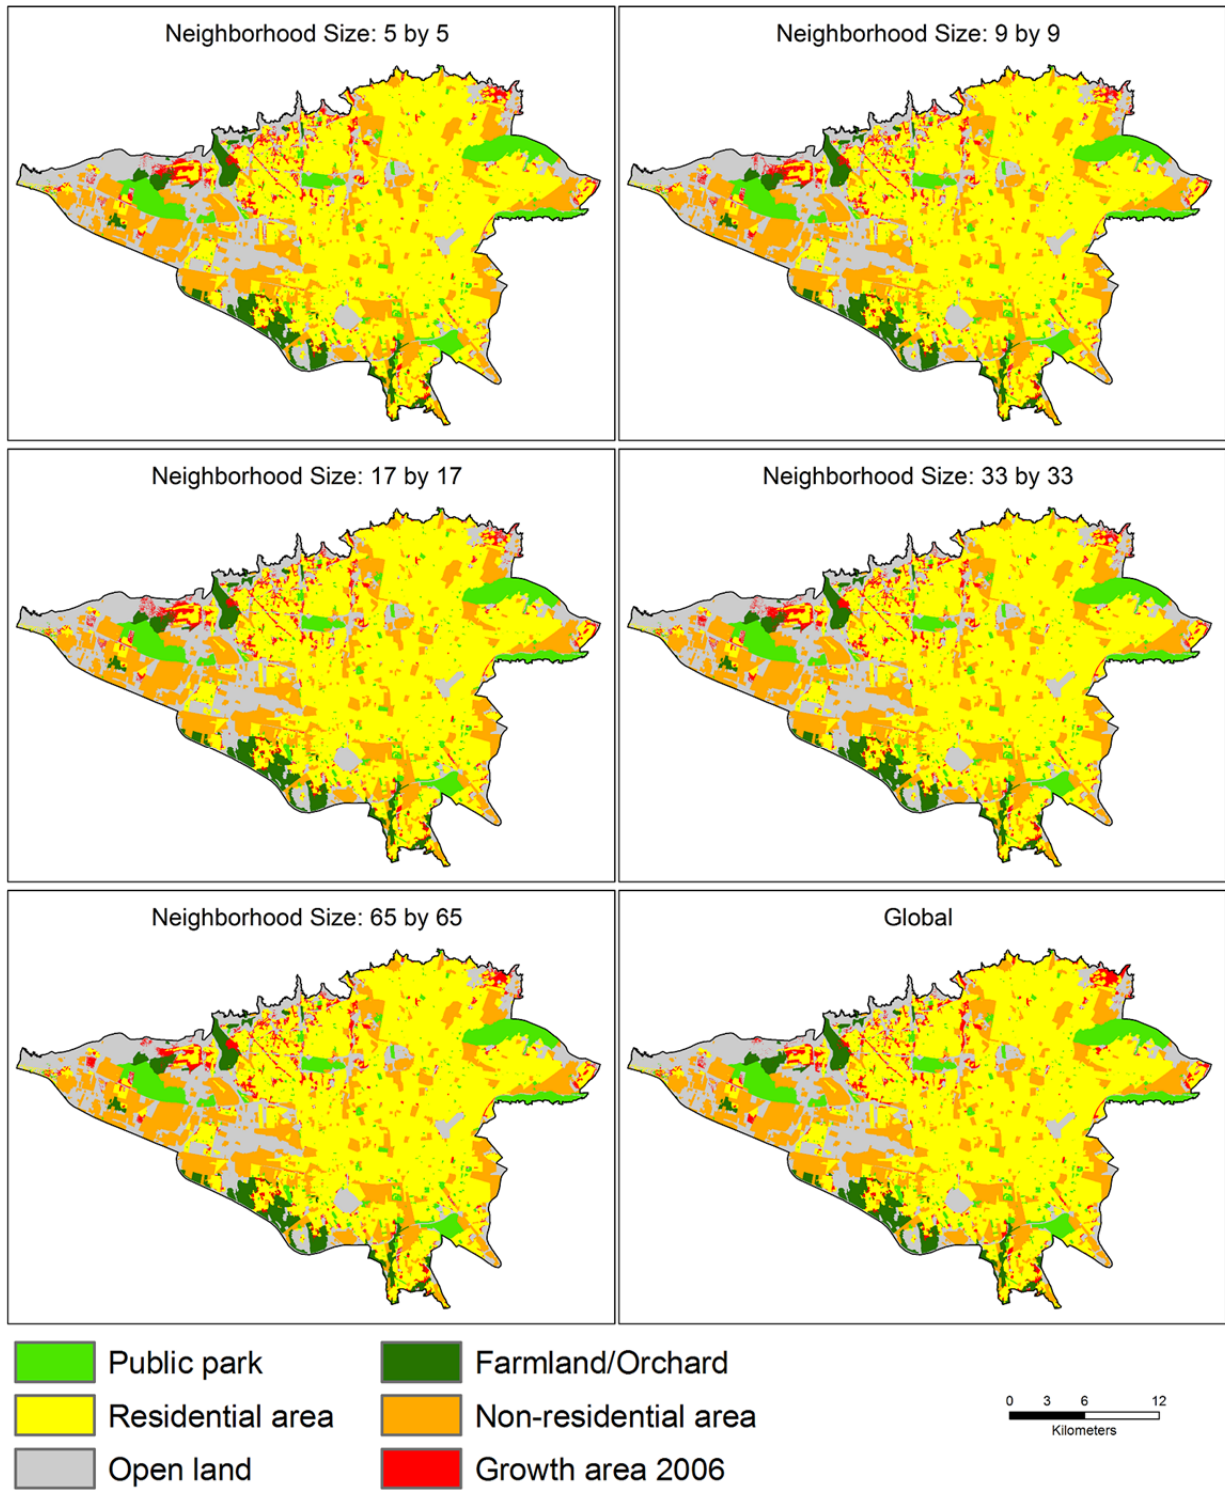 Neighborhood Size: 5 by 5
Neighborhood Size: 9 by 9
Neighborhood Size: 17 by 17
Neighborhood Size: 33 by 33
Neighborhood Size: 65 by 65
Global
Public park
Farmland/Orchard
Residential area
Non-residential area
Open land
Growth area 2006
0 3 6 12
Kilometers